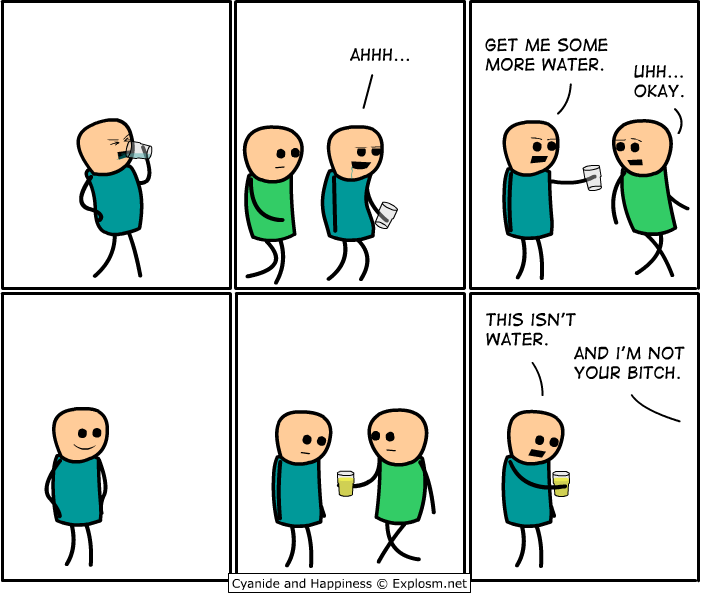 AHHH...
GET ME SOME
MORE WATER.
UHH...
OKAY.
THIS ISN'T
WATER.
AND I'M NOT
YOUR BITCH.
Cyanide and Happiness © Explosm.net